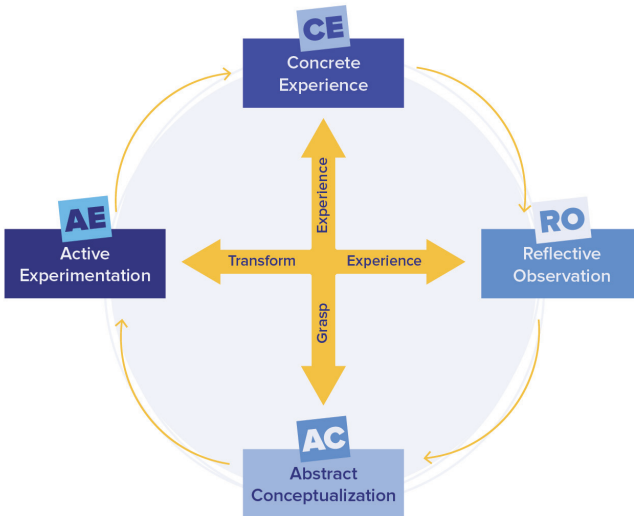 CE
Concrete
Experience
AE
Active
Experimentation
RO
Reflective
Observation
Experience
Transform
Experience
Grasp
AC
Abstract
Conceptualization